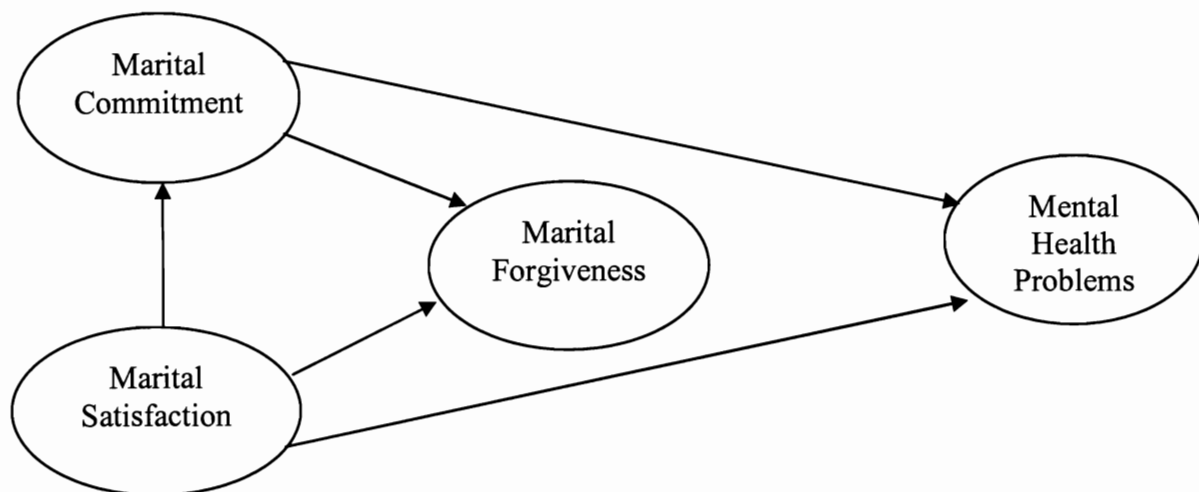 Marital
Commitment
Marital
Forgiveness
Mental
Health
Problems
Marital
Satisfaction